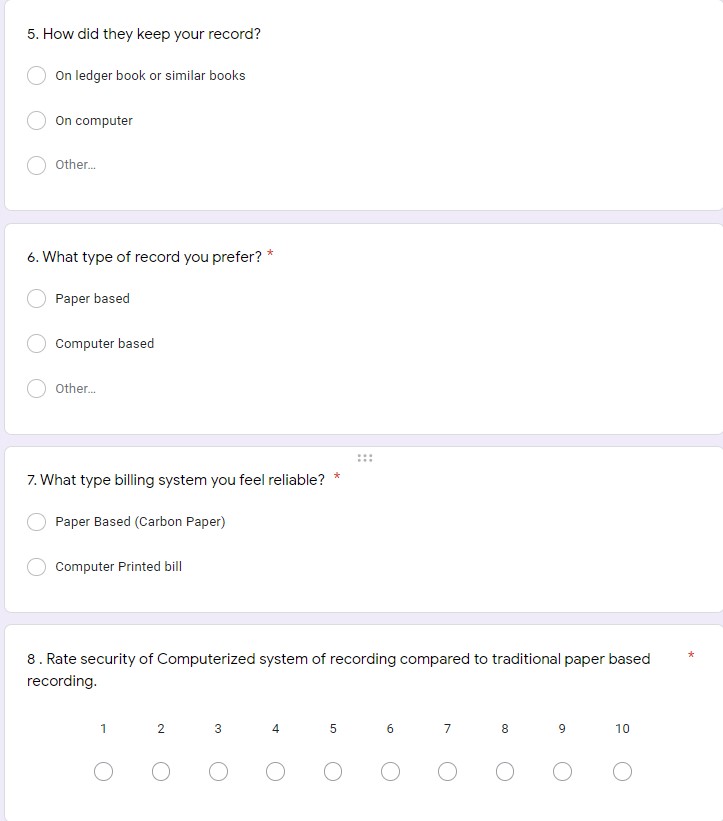 5. How did they keep your record?
On ledger book or similar books
On computer
Other...
6. What type of record you prefer? *
Paper based
Computer based
Other...
7. What type billing system you feel reliable? *
Paper Based (Carbon Paper)
Computer Printed bill
8 . Rate security of Computerized system of recording compared to traditional paper based *
recording.
1 2 3 4 5 6 7 8 9 10